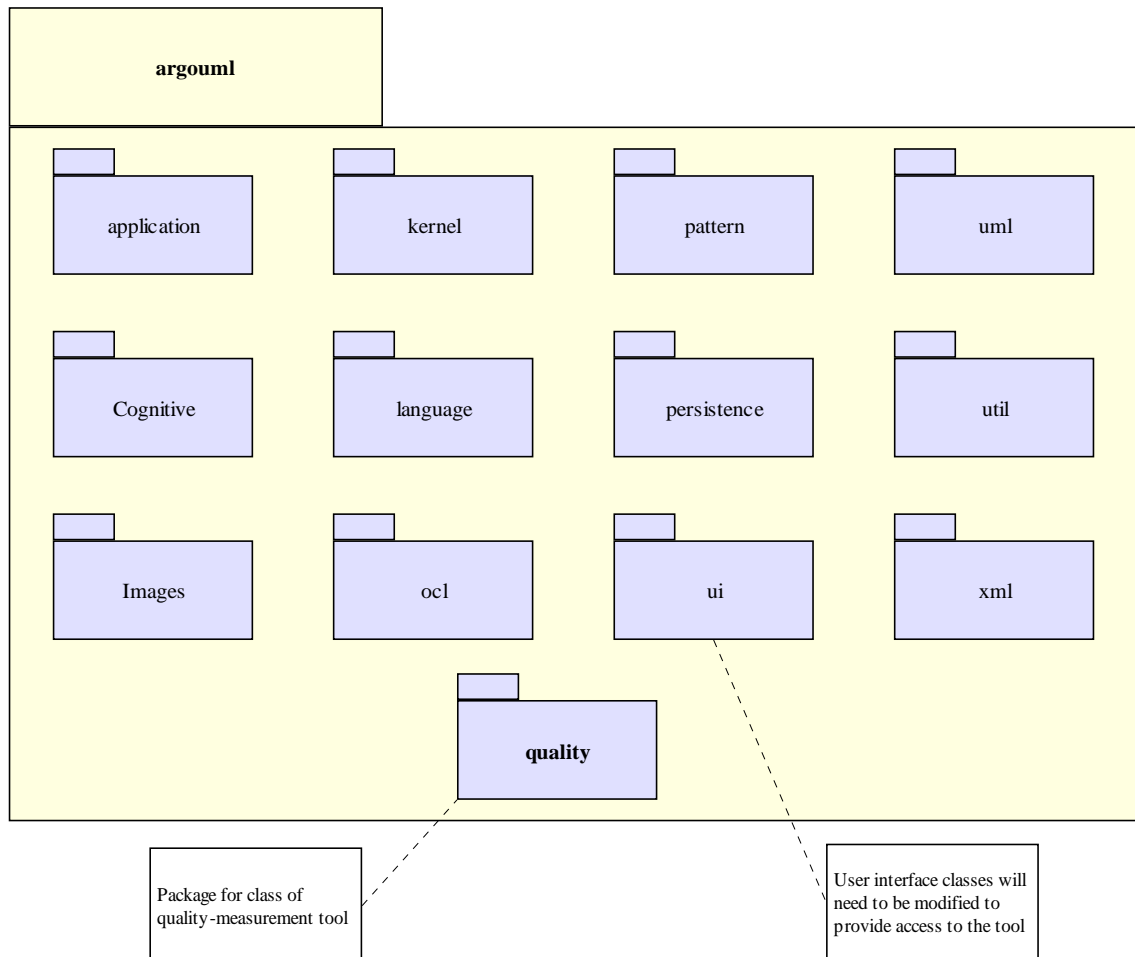 argouml
application
kernel
pattern
uml
Cognitive
language
persistence
util
Images
ocl
ui
xml
quality
Package for class of
quality-measurement tool
User interface classes will
need to be modified to
provide access to the tool